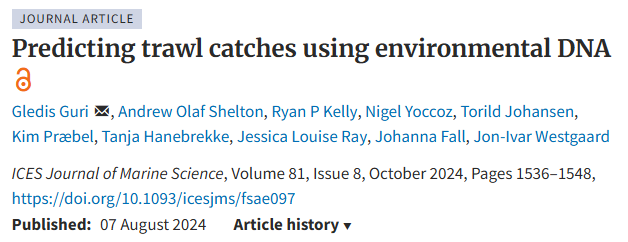 JOURNAL ARTICLE
Predicting trawl catches using environmental DNA
Gledis Guri, Andrew Olaf Shelton, Ryan P Kelly, Nigel Yoccoz, Torild Johansen,
Kim Præbel, Tanja Hanebrekke, Jessica Louise Ray, Johanna Fall, Jon-Ivar Westgaard
ICES Journal of Marine Science, Volume 81, Issue 8, October 2024, Pages 1536–1548,
https://doi.org/10.1093/icesjms/fsae097
Published: 07 August 2024 Article history ▼